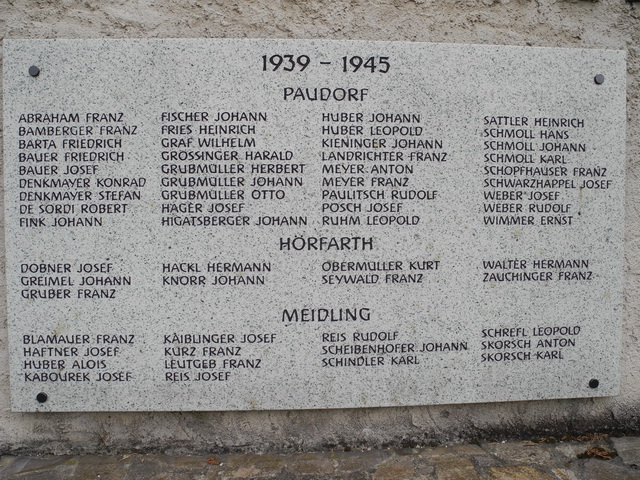 1939 – 1945
PAUDORF
ABRAHAM FRANZ
BAMBERGER FRANZ
BARTA FRIEDRICH
BAUER FRIEDRICH
BAUER JOSEF
DENKMAYER KONRAD
DENKMAYER STEFAN
DE SORDI ROBERT
FINK JOHANN
FISCHER JOHANN
FRIES HEINRICH
GRAF WILHELM
GROSSINGER HARALD
GRUBMÜLLER HERBERT
GRUBMÜLLER JOHANN
GRUBMÜLLER OTTO
HAGER JOSEF
HIGATSBERGER JOHANN
HUBER JOHANN
HUBER LEOPOLD
KIENINGER JOHANN
LANDRICHTER FRANZ
MEYER ANTON
MEYER FRANZ
PAULITSCH RUDOLF
POSCH JOSEF
RUHM LEOPOLD
SATTLER HEINRICH
SCHMOLL HANS
SCHMOLL JOHANN
SCHMOLL KARL
SCHOPFHAUSER FRANZ
SCHWARZHAPPEL JOSEF
WEBER JOSEF
WEBER RUDOLF
WIMMER ERNST
HÖRFARTH
DOBNER JOSEF
GREIMEL JOHANN
GRUBER FRANZ
HACKL HERMANN
KNORR JOHANN
OBERMÜLLER KURT
SEYWALD FRANZ
WALTER HERMANN
ZAUCHINGER FRANZ
MEIDLING
BLAMAUER FRANZ
HAFTNER JOSEF
HUBER ALOIS
KABOUREK JOSEF
KAIBLINGER JOSEF
KURZ FRANZ
LEUTGEB FRANZ
REIS JOSEF
REIS RUDOLF
SCHEIBENHOFER JOHANN
SCHINDLER KARL
SCHREFL LEOPOLD
SKORSCH ANTON
SKORSCH KARL